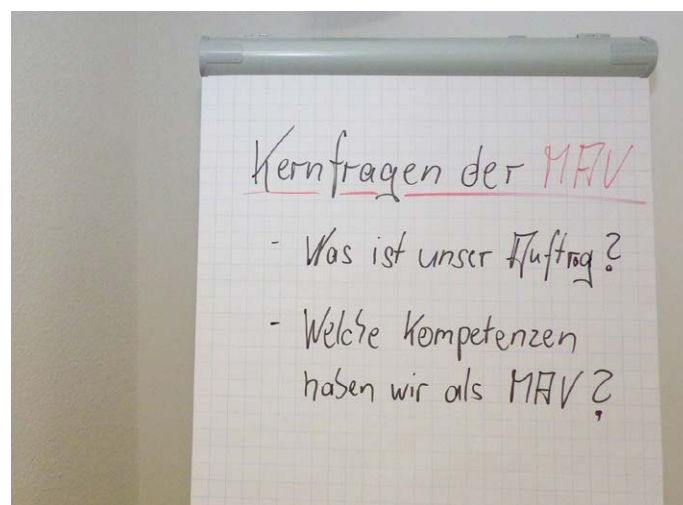 Kernfragen der MAV
- Was ist unser Auftrag?
- Welche Kompetenzen
haben wir als MAV?